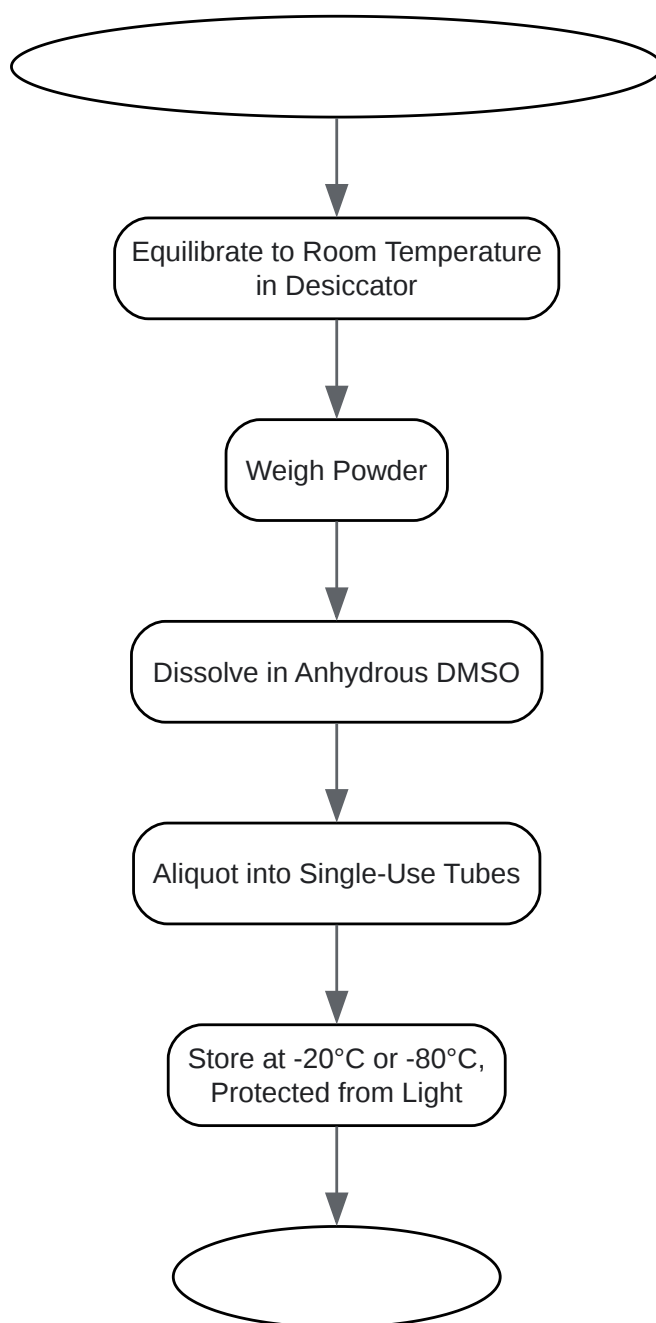 Equilibrate to Room Temperature
in Desiccator
Weigh Powder
Dissolve in Anhydrous DMSO
Aliquot into Single-Use Tubes
Store at -20°C or -80°C,
Protected from Light